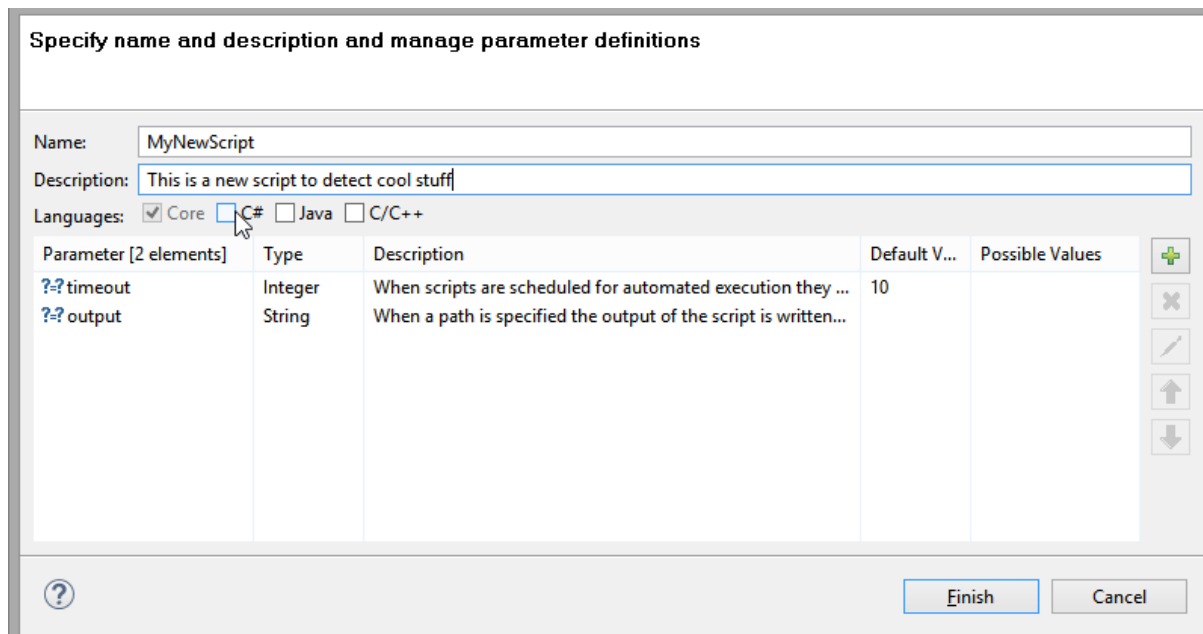 Specify name and description and manage parameter definitions
Name: MyNewScript
Description: This is a new script to detect cool stuff
Languages: Core C# Java C/C++
Parameter [2 elements] Type Description Default V... Possible Values
?=? timeout Integer When scripts are scheduled for automated execution they ... 10
?=? output String When a path is specified the output of the script is written...
? Finish Cancel